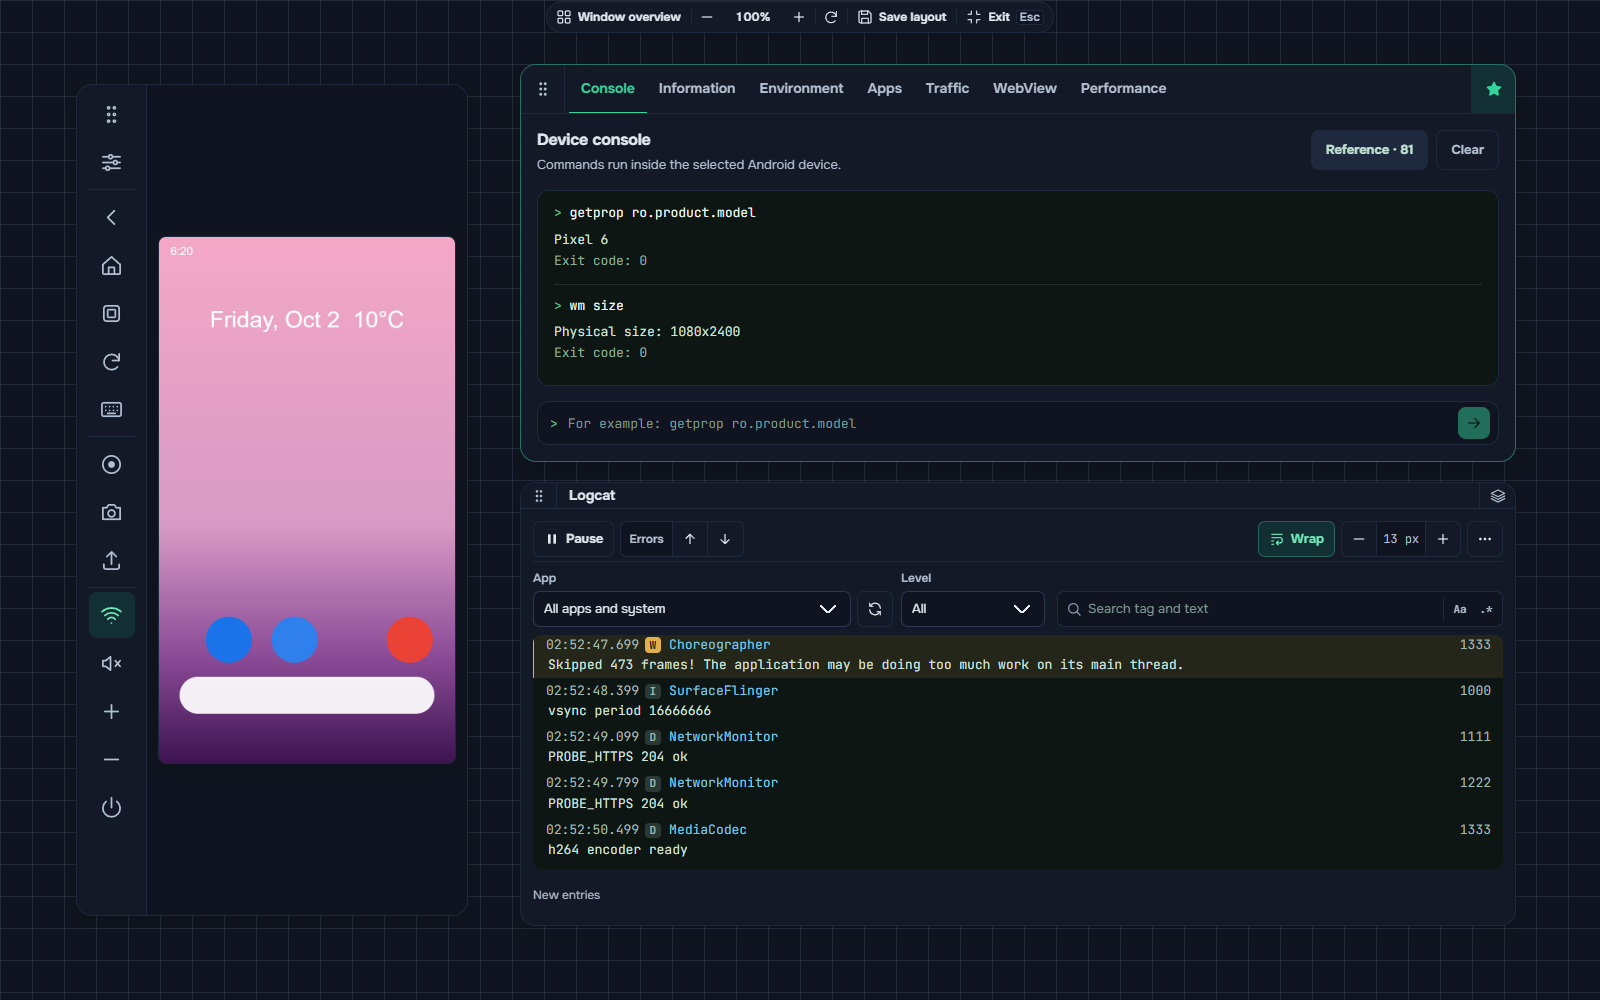 Window overview
100%
Save layout
Exit Esc
6:20
Friday, Oct 2 10°C
Console Information Environment Apps Traffic WebView Performance
Device console
Commands run inside the selected Android device.
Reference · 81
Clear
> getprop ro.product.model
Pixel 6
Exit code: 0
> wm size
Physical size: 1080x2400
Exit code: 0
> For example: getprop ro.product.model
Logcat
Pause
Errors
Wrap
13 px
App
Level
All apps and system
All
Search tag and text
Aa .*
02:52:47.699 W Choreographer 1333
Skipped 473 frames! The application may be doing too much work on its main thread.
02:52:48.399 I SurfaceFlinger 1000
vsync period 16666666
02:52:49.099 D NetworkMonitor 1111
PROBE_HTTPS 204 ok
02:52:49.799 D NetworkMonitor 1222
PROBE_HTTPS 204 ok
02:52:50.499 D MediaCodec 1333
h264 encoder ready
New entries